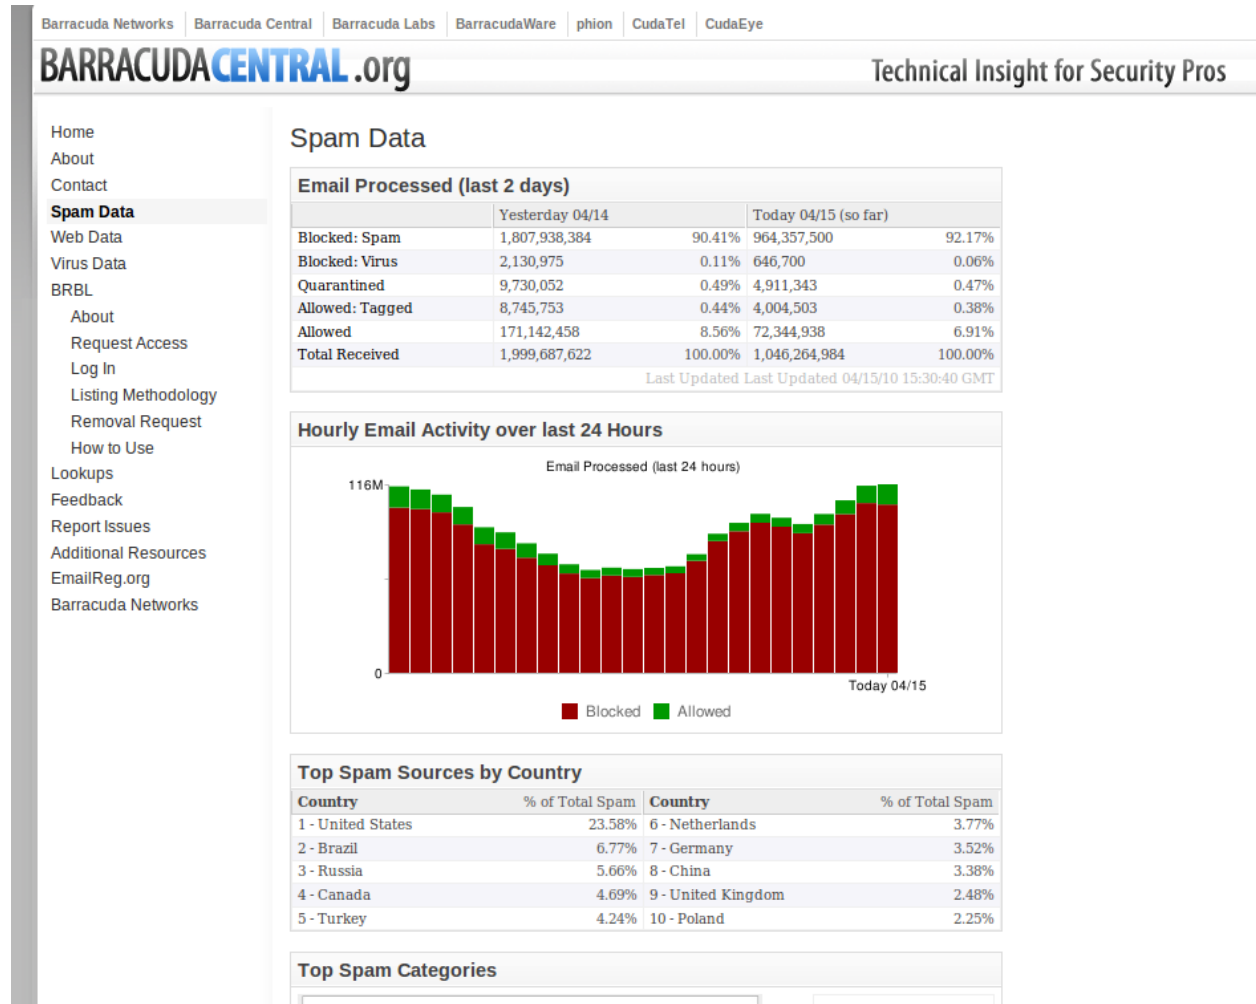 Barracuda Networks Barracuda Central Barracuda Labs BarracudaWare phion CudaTel CudaEye
BARRACUDACENTRAL.org Technical Insight for Security Pros
Home
About
Contact
Spam Data
Web Data
Virus Data
BRBL
About
Request Access
Log In
Listing Methodology
Removal Request
How to Use
Lookups
Feedback
Report Issues
Additional Resources
EmailReg.org
Barracuda Networks
Spam Data
Email Processed (last 2 days)
Yesterday 04/14 Today 04/15 (so far)
Blocked: Spam 1,807,938,384 90.41% 964,357,500 92.17%
Blocked: Virus 2,130,975 0.11% 646,700 0.06%
Quarantined 9,730,052 0.49% 4,911,343 0.47%
Allowed: Tagged 8,745,753 0.44% 4,004,503 0.38%
Allowed 171,142,458 8.56% 72,344,938 6.91%
Total Received 1,999,687,622 100.00% 1,046,264,984 100.00%
Last Updated Last Updated 04/15/10 15:30:40 GMT
Hourly Email Activity over last 24 Hours
Email Processed (last 24 hours)
116M
0
Today 04/15
Blocked Allowed
Top Spam Sources by Country
Country % of Total Spam Country % of Total Spam
1 - United States 23.58% 6 - Netherlands 3.77%
2 - Brazil 6.77% 7 - Germany 3.52%
3 - Russia 5.66% 8 - China 3.38%
4 - Canada 4.69% 9 - United Kingdom 2.48%
5 - Turkey 4.24% 10 - Poland 2.25%
Top Spam Categories